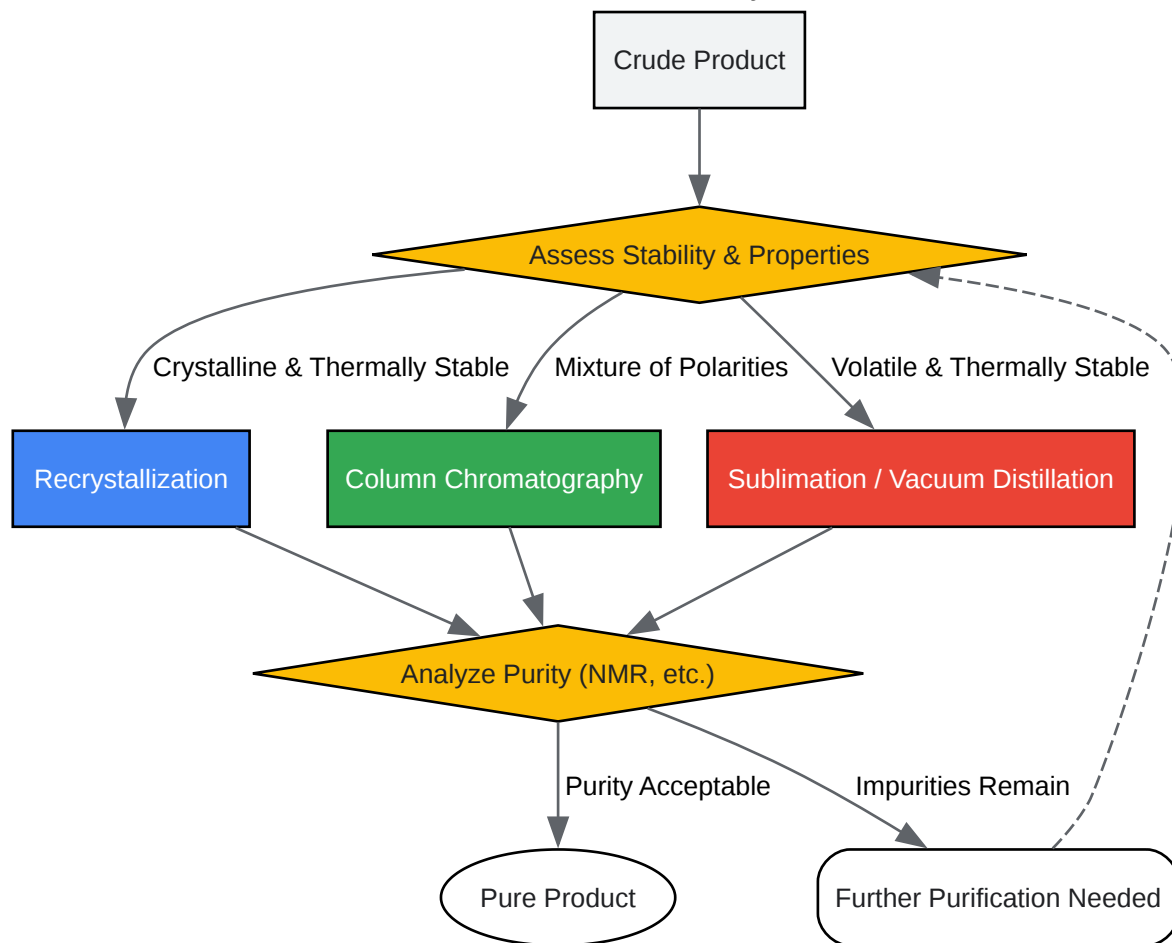 Crude Product
Assess Stability & Properties
Crystalline & Thermally Stable
Mixture of Polarities
Volatile & Thermally Stable
Recrystallization
Column Chromatography
Sublimation / Vacuum Distillation
Analyze Purity (NMR, etc.)
Purity Acceptable
Impurities Remain
Pure Product
Further Purification Needed